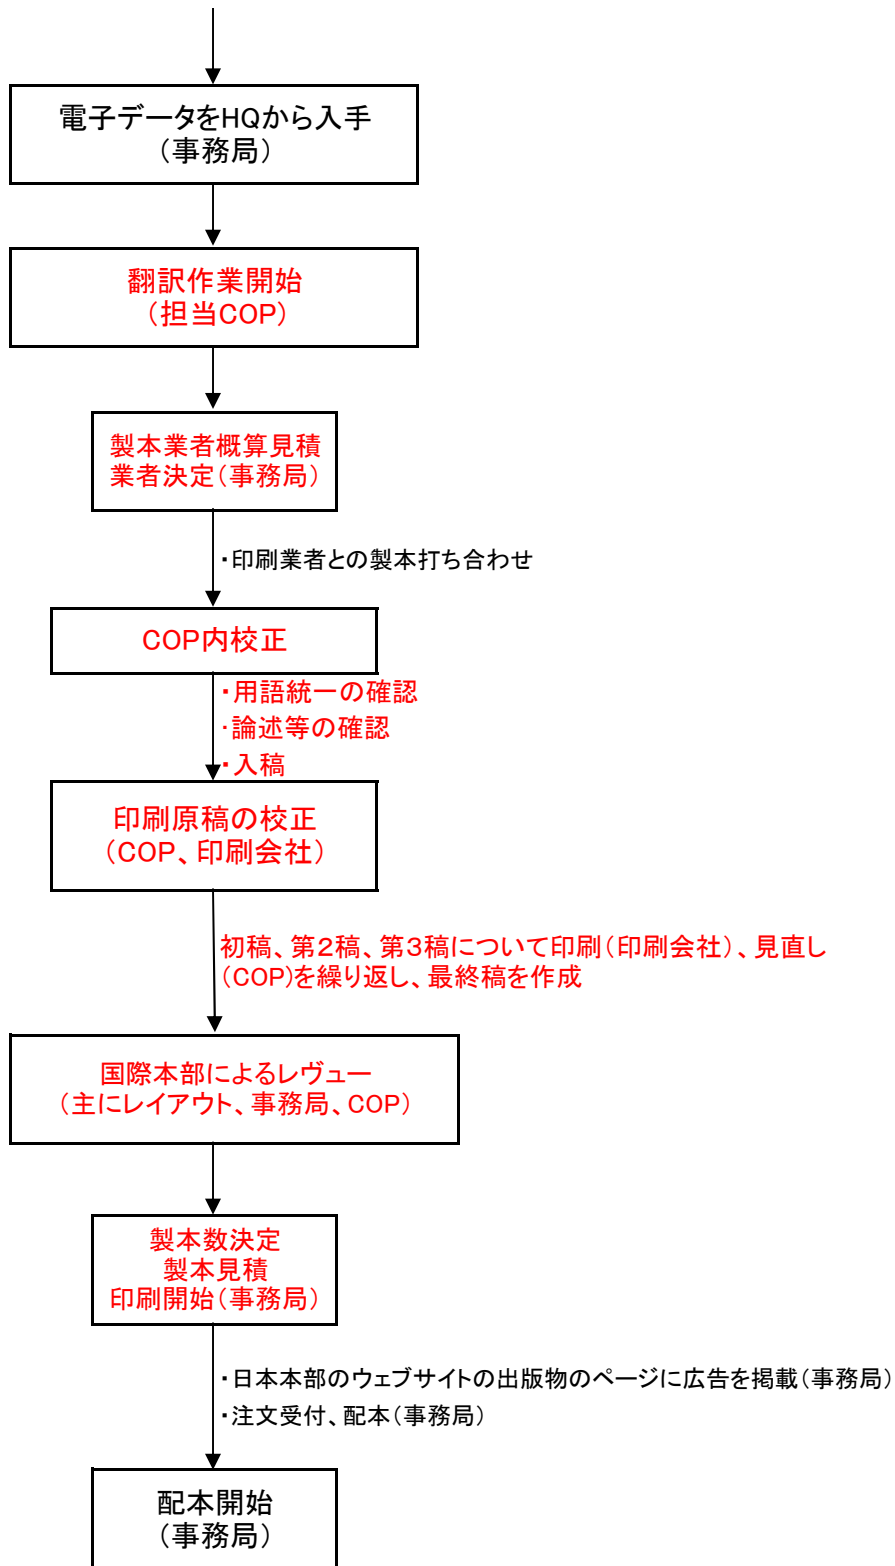 電子データをHQから入手
（事務局）
翻訳作業開始
（担当COP）
製本業者概算見積
業者決定（事務局）
・印刷業者との製本打ち合わせ
COP内校正
・用語統一の確認
・論述等の確認
・入稿
印刷原稿の校正
（COP、印刷会社）
初稿、第２稿、第３稿について印刷（印刷会社）、見直し
（COP)を繰り返し、最終稿を作成
国際本部によるレヴュー
（主にレイアウト、事務局、COP）
製本数決定
製本見積
印刷開始（事務局）
・日本本部のウェブサイトの出版物のページに広告を掲載（事務局）
・注文受付、配本（事務局）
配本開始
（事務局）